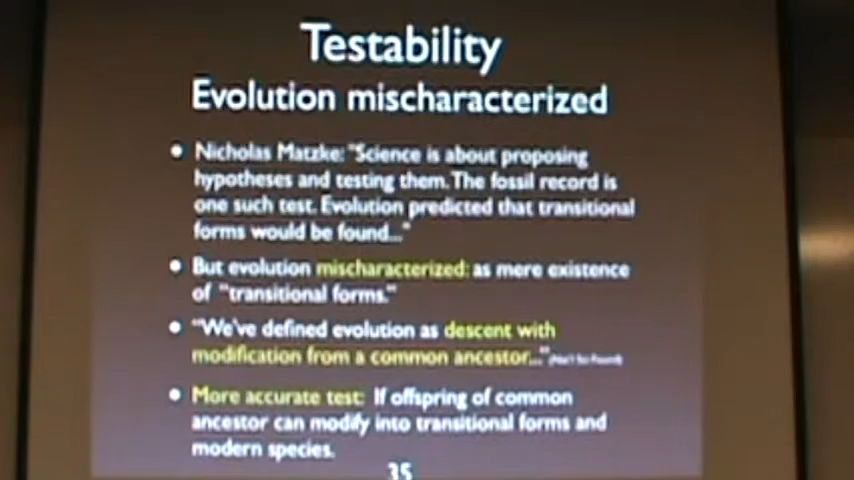 Testability
Evolution mischaracterized
• Nicholas Matzke: "Science is about proposing
hypotheses and testing them. The fossil record is
one such test. Evolution predicted that transitional
forms would be found..."
• But evolution mischaracterized: as mere existence
of "transitional forms."
• "We've defined evolution as descent with
modification from a common ancestor..."
• More accurate test: If offspring of common
ancestor can modify into transitional forms and
modern species.
35